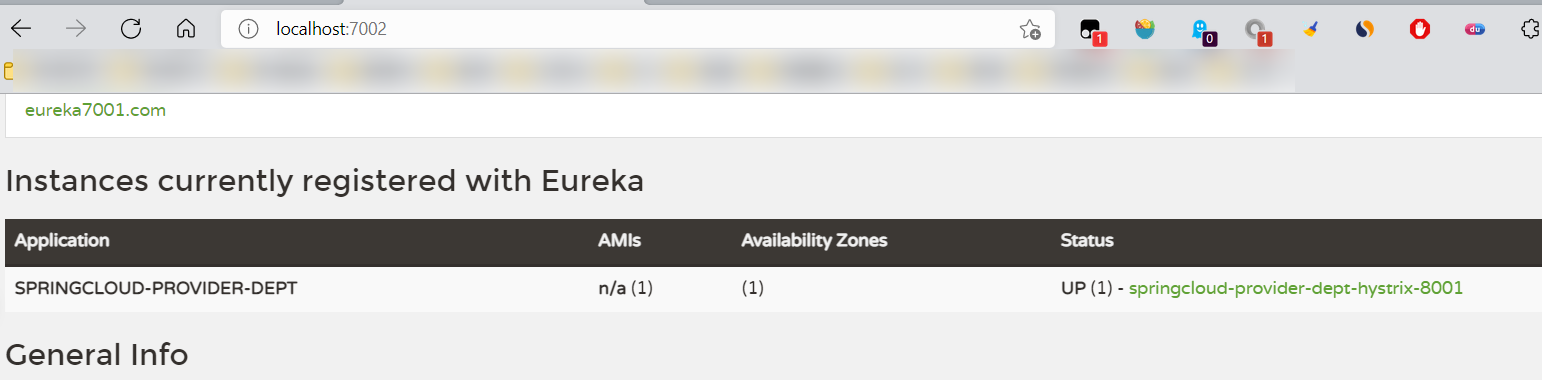 localhost:7002
1
0
1
du
eureka7001.com
Instances currently registered with Eureka
Application AMIs Availability Zones Status
SPRINGCLOUD-PROVIDER-DEPT n/a (1) (1) UP (1) - springcloud-provider-dept-hystrix-8001
General Info